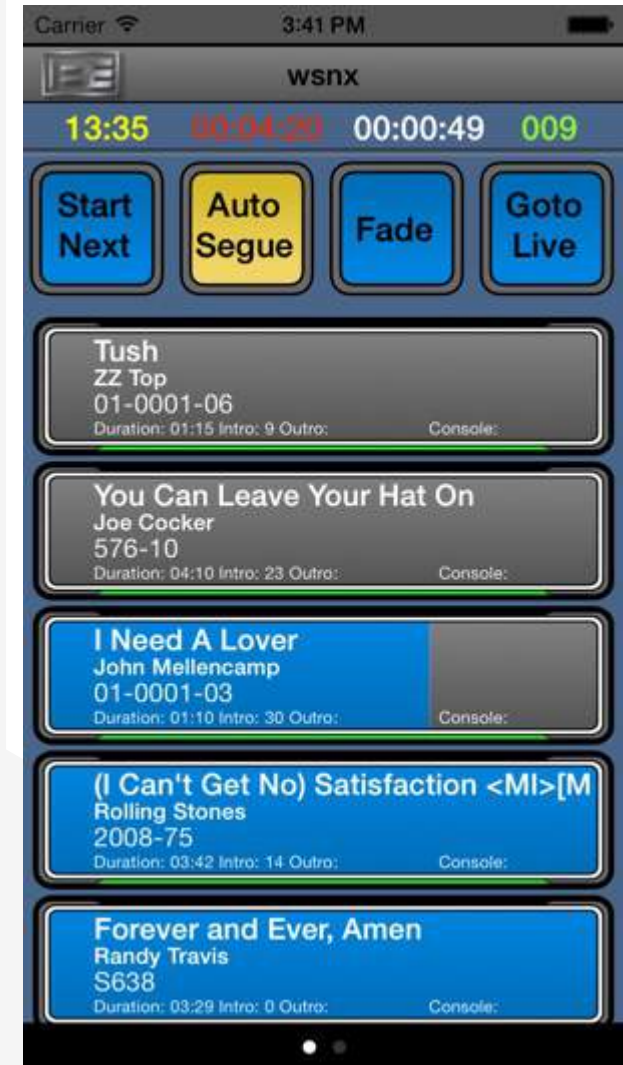 Carrier 3:41 PM
wsnx
13:35 00:04:20 00:00:49 009
Start Next
Auto Segue
Fade
Goto Live
Tush
ZZ Top
01-0001-06
Duration: 01:15 Intro: 9 Outro: Console:
You Can Leave Your Hat On
Joe Cocker
576-10
Duration: 04:10 Intro: 23 Outro: Console:
I Need A Lover
John Mellencamp
01-0001-03
Duration: 01:10 Intro: 30 Outro: Console:
(I Can't Get No) Satisfaction <MI>[M
Rolling Stones
2008-75
Duration: 03:42 Intro: 14 Outro: Console:
Forever and Ever, Amen
Randy Travis
S638
Duration: 03:29 Intro: 0 Outro: Console: